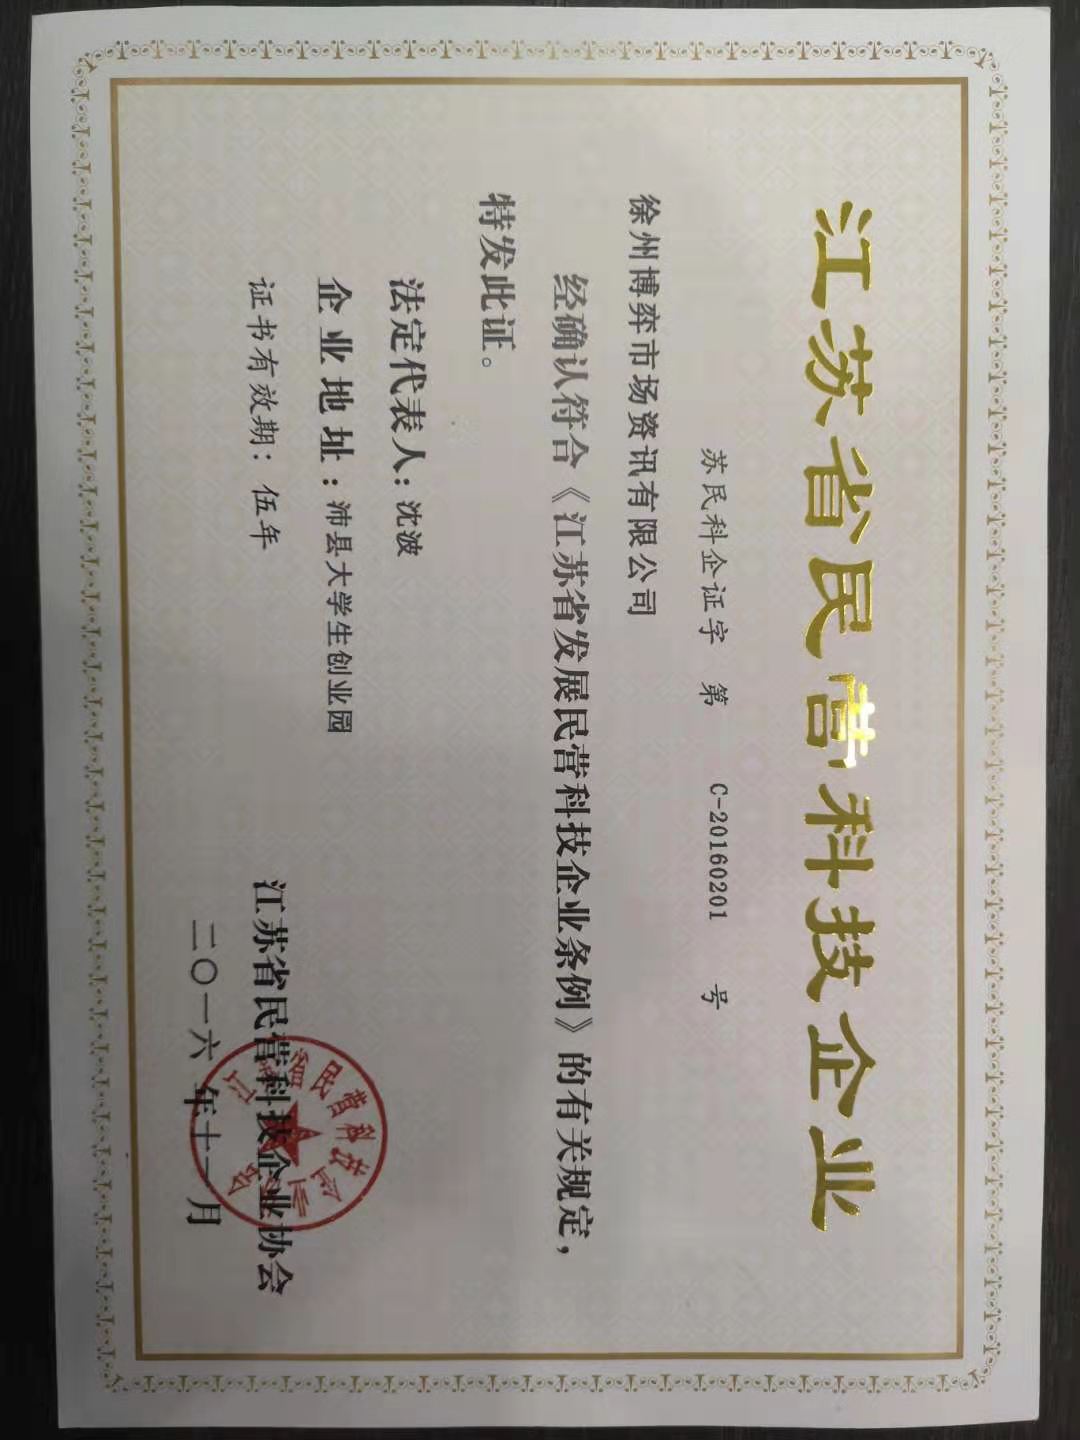 江苏省民营科技企业
苏民科企证字 第 C-20160201 号
徐州博弈市场资讯有限公司
经确认符合《江苏省发展民营科技企业条例》的有关规定，
特发此证。
法定代表人：沈波
企业地址：沛县大学生创业园
证书有效期：伍年
江苏省民营科技企业协会
二〇一六年十一月